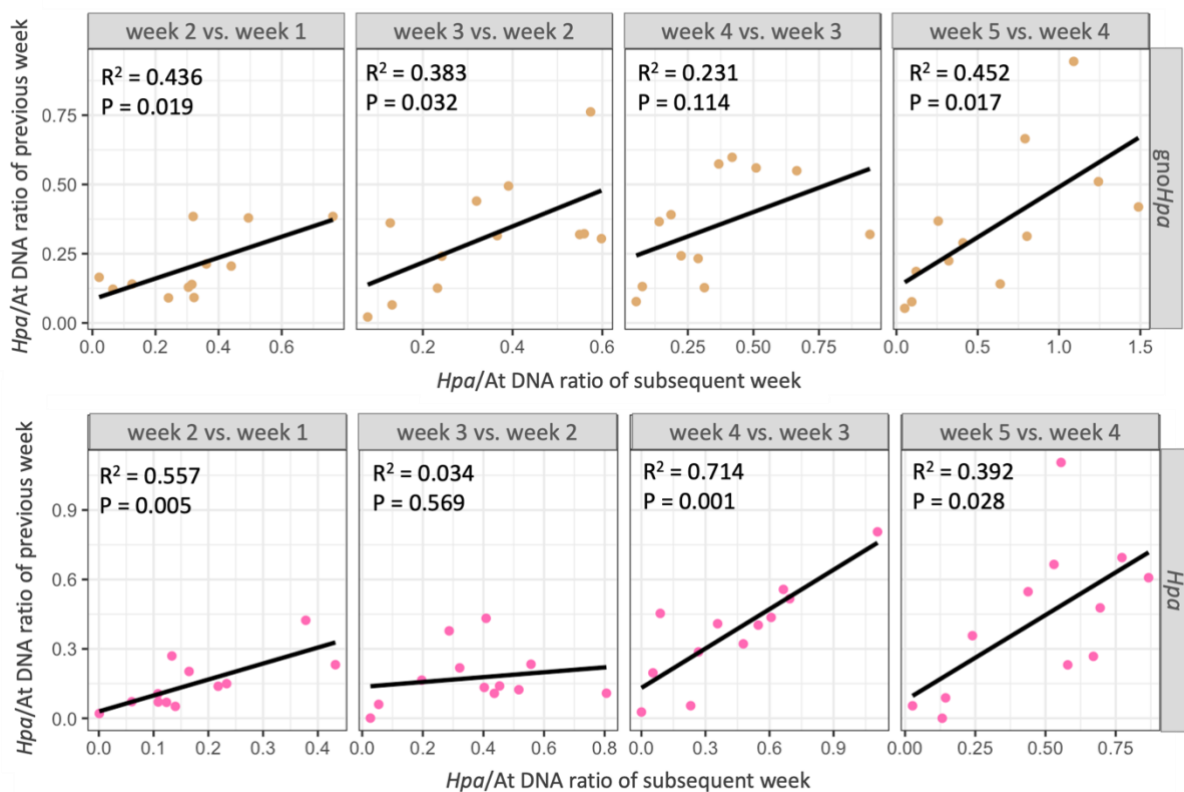 week 2 vs. week 1
week 3 vs. week 2
week 4 vs. week 3
week 5 vs. week 4
R² = 0.436
P = 0.019
R² = 0.383
P = 0.032
R² = 0.231
P = 0.114
R² = 0.452
P = 0.017
Hpa/At DNA ratio of previous week
0.75
0.50
0.25
0.00
gnoHpa
0.0 0.2 0.4 0.6
0.0 0.2 0.4 0.6
0.25 0.50 0.75
0.0 0.5 1.0 1.5
Hpa/At DNA ratio of subsequent week
week 2 vs. week 1
week 3 vs. week 2
week 4 vs. week 3
week 5 vs. week 4
R² = 0.557
P = 0.005
R² = 0.034
P = 0.569
R² = 0.714
P = 0.001
R² = 0.392
P = 0.028
Hpa/At DNA ratio of previous week
0.9
0.6
0.3
0.0
Hpa
0.0 0.1 0.2 0.3 0.4
0.0 0.2 0.4 0.6 0.8
0.0 0.3 0.6 0.9
0.00 0.25 0.50 0.75
Hpa/At DNA ratio of subsequent week